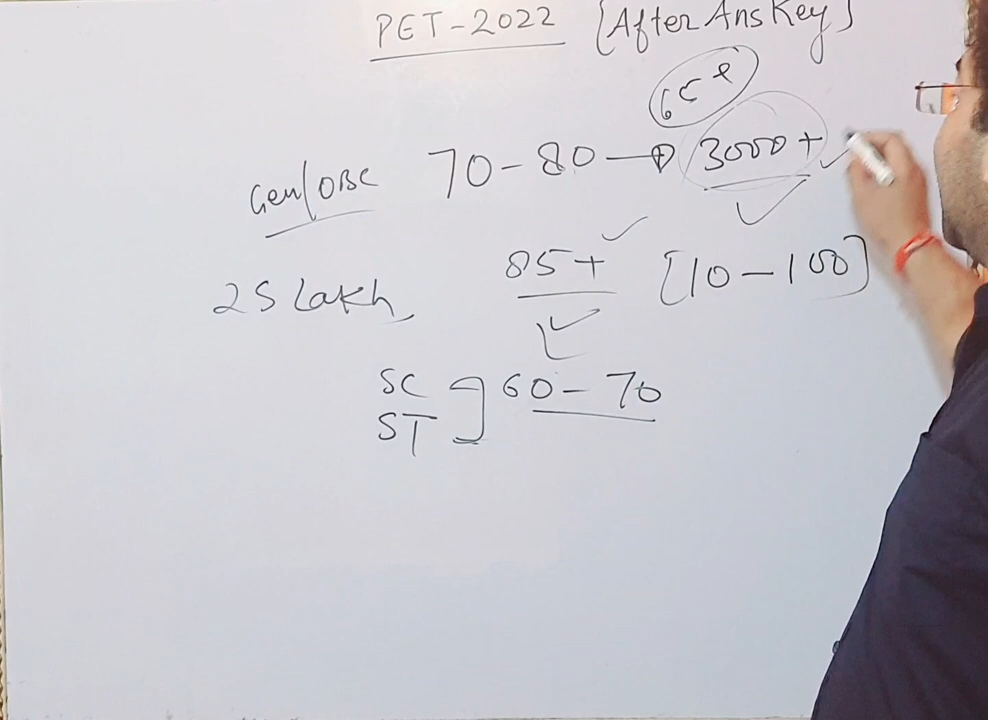 PET-2022 [After Ans Key]
65+
Gen/OBC 70-80 → 3000+
85+ [10-100]
25 Lakh
SC ] 60-70
ST